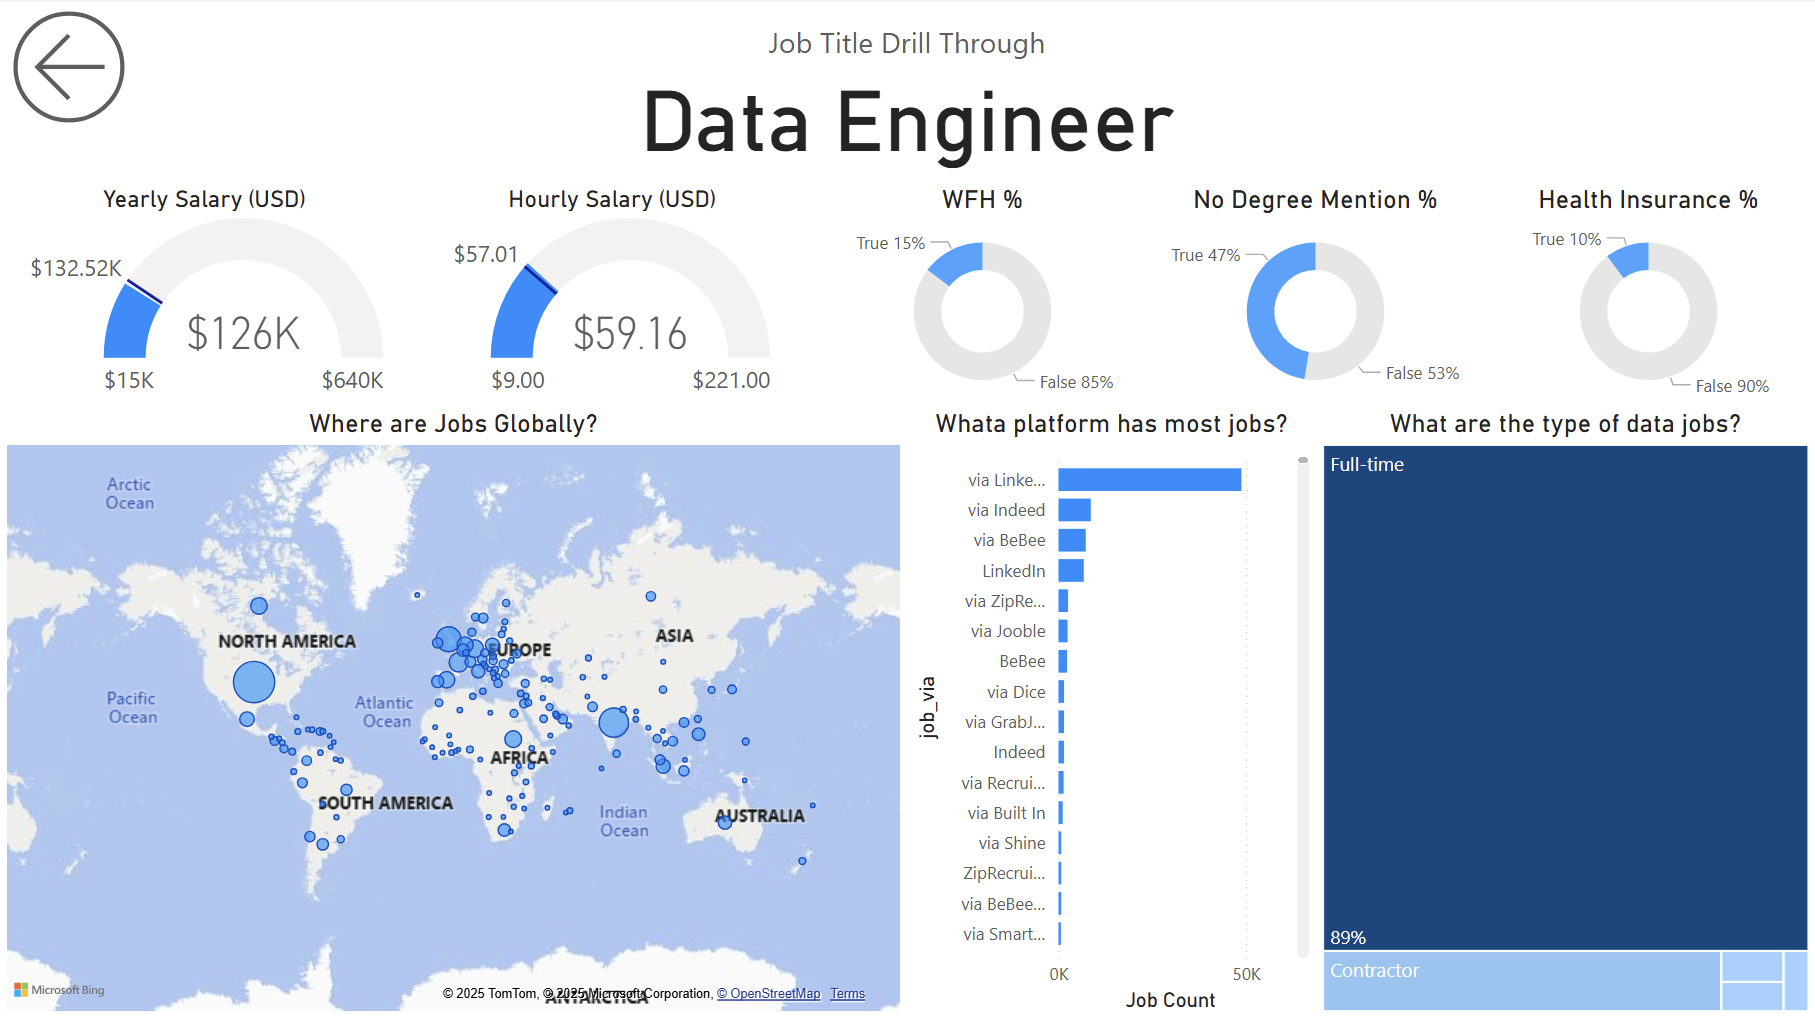 Job Title Drill Through
Data Engineer
Yearly Salary (USD)
$132.52K
$126K
$15K
$640K
Hourly Salary (USD)
$57.01
$59.16
$9.00
$221.00
WFH %
True 15%
False 85%
No Degree Mention %
True 47%
False 53%
Health Insurance %
True 10%
False 90%
Where are Jobs Globally?
Arctic
Ocean
NORTH AMERICA
EUROPE
ASIA
Pacific
Ocean
Atlantic
Ocean
AFRICA
SOUTH AMERICA
Indian
Ocean
AUSTRALIA
ANTARCTICA
Microsoft Bing
© 2025 TomTom, © 2025 Microsoft Corporation, © OpenStreetMap Terms
Whata platform has most jobs?
job_via
via Linke...
via Indeed
via BeBee
LinkedIn
via ZipRe...
via Jooble
BeBee
via Dice
via GrabJ...
Indeed
via Recrui...
via Built In
via Shine
ZipRecrui...
via BeBee...
via Smart...
0K
50K
Job Count
What are the type of data jobs?
Full-time
89%
Contractor